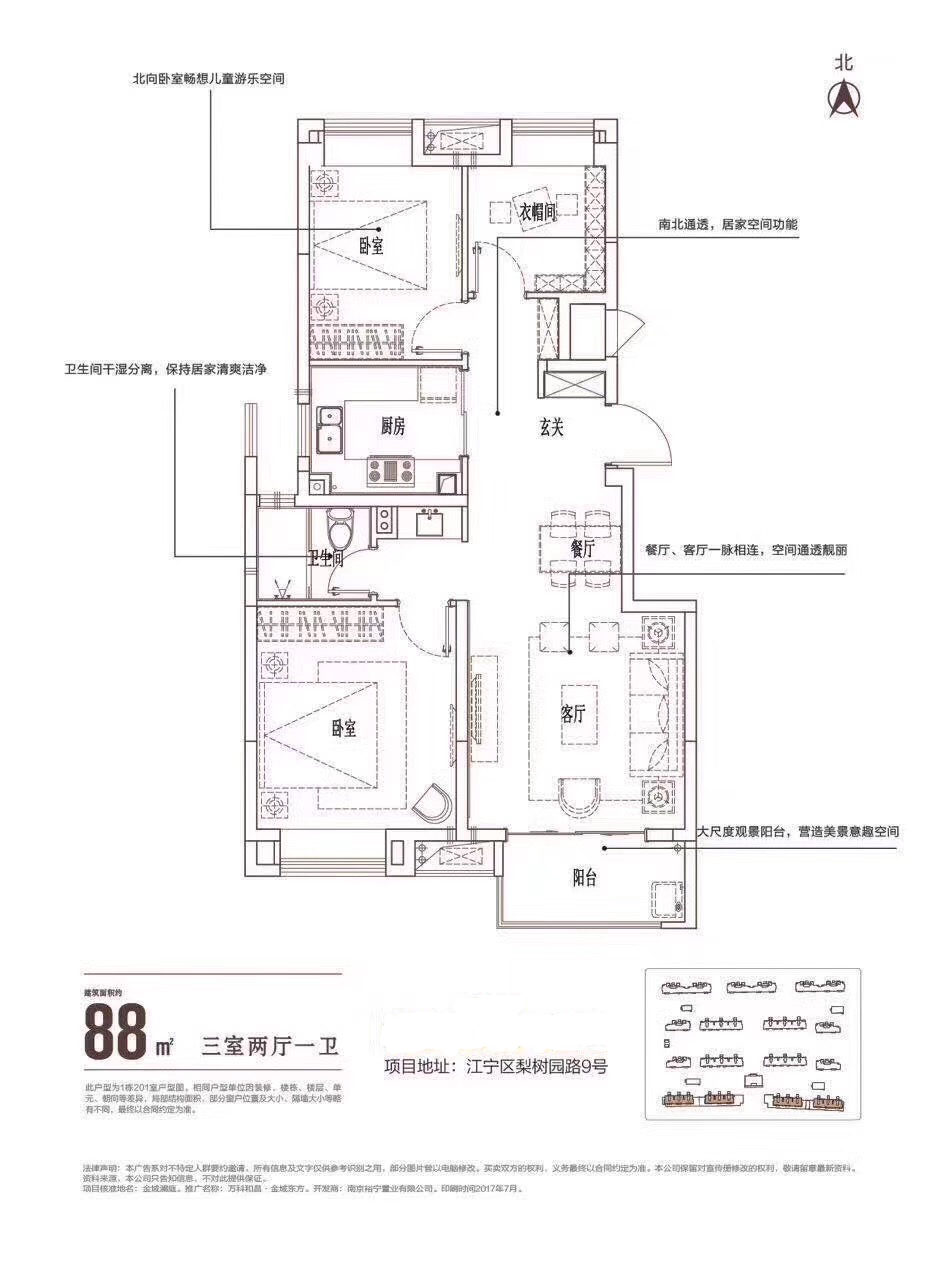 北
北向卧室畅想儿童游乐空间
衣帽间
南北通透，居家空间功能
卧室
卫生间干湿分离，保持居家清爽洁净
厨房
玄关
餐厅
餐厅、客厅一脉相连，空间通透靓丽
卫生间
客厅
卧室
大尺度观景阳台，营造美景意趣空间
阳台
建筑面积约
88㎡ 三室两厅一卫
项目地址：江宁区梨树园路9号
此户型为1栋201室户型图，相同户型单位因装修、楼栋、楼层、单
元、朝向等差异，局部结构面积、部分窗户位置及大小、隔墙大小等略
有不同，最终以合同约定为准。
法律声明：本广告系对不特定人群要约邀请，所有信息及文字仅供参考识别之用，部分图片曾以电脑修改。买卖双方的权利，义务最终以合同约定为准。本公司保留对宣传册修改的权利，敬请留意最新资料。
资料来源，本公司只告知信息，不对此提供保证。
项目核准地名：金域澜庭。推广名称：万科和昌·金域东方。开发商：南京裕宁置业有限公司。印刷时间2017年7月。